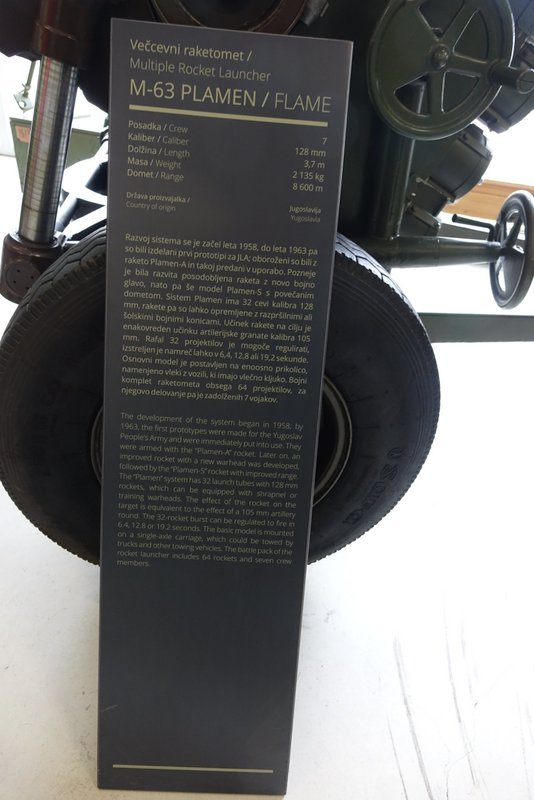 Večcevni raketomet /
Multiple Rocket Launcher
M-63 PLAMEN / FLAME
Posadka / Crew 7
Kaliber / Caliber 128 mm
Dolžina / Length 3,7 m
Masa / Weight 2 135 kg
Domet / Range 8 600 m
Država proizvajalka / Jugoslavija
Country of origin Yugoslavia
Razvoj sistema se je začel leta 1958, do leta 1963 pa
so bili izdelani prvi prototipi za JLA; oboroženi so bili z
raketo Plamen-A in takoj predani v uporabo. Pozneje
je bila razvita posodobljena raketa z novo bojno
glavo, nato pa še model Plamen-S s povečanim
dometom. Sistem Plamen ima 32 cevi kalibra 128
mm, rakete pa so lahko opremljene z razpršilnimi ali
šolskimi bojnimi konicami. Učinek rakete na cilju je
enakovreden učinku artilerijske granate kalibra 105
mm. Rafal 32 projektilov je mogoče regulirati,
izstreljen je namreč lahko v 6,4, 12,8 ali 19,2 sekunde.
Osnovni model je postavljen na enoosno prikolico,
namenjeno vleki z vozili, ki imajo vlečno kljuko. Bojni
komplet raketometa obsega 64 projektilov, za
njegovo delovanje pa je zadolženih 7 vojakov.
The development of the system began in 1958; by
1963, the first prototypes were made for the Yugoslav
People's Army and were immediately put into use. They
were armed with the "Plamen-A" rocket. Later on, an
improved rocket with a new warhead was developed,
followed by the "Plamen-S" rocket with improved range.
The "Plamen" system has 32 launch tubes with 128 mm
rockets, which can be equipped with shrapnel or
training warheads. The effect of the rocket on the
target is equivalent to the effect of a 105 mm artillery
round. The 32-rocket burst can be regulated to fire in
6.4, 12.8 or 19.2 seconds. The basic model is mounted
on a single-axle carriage, which could be towed by
trucks and other towing vehicles. The battle pack of the
rocket launcher includes 64 rockets and seven crew
members.